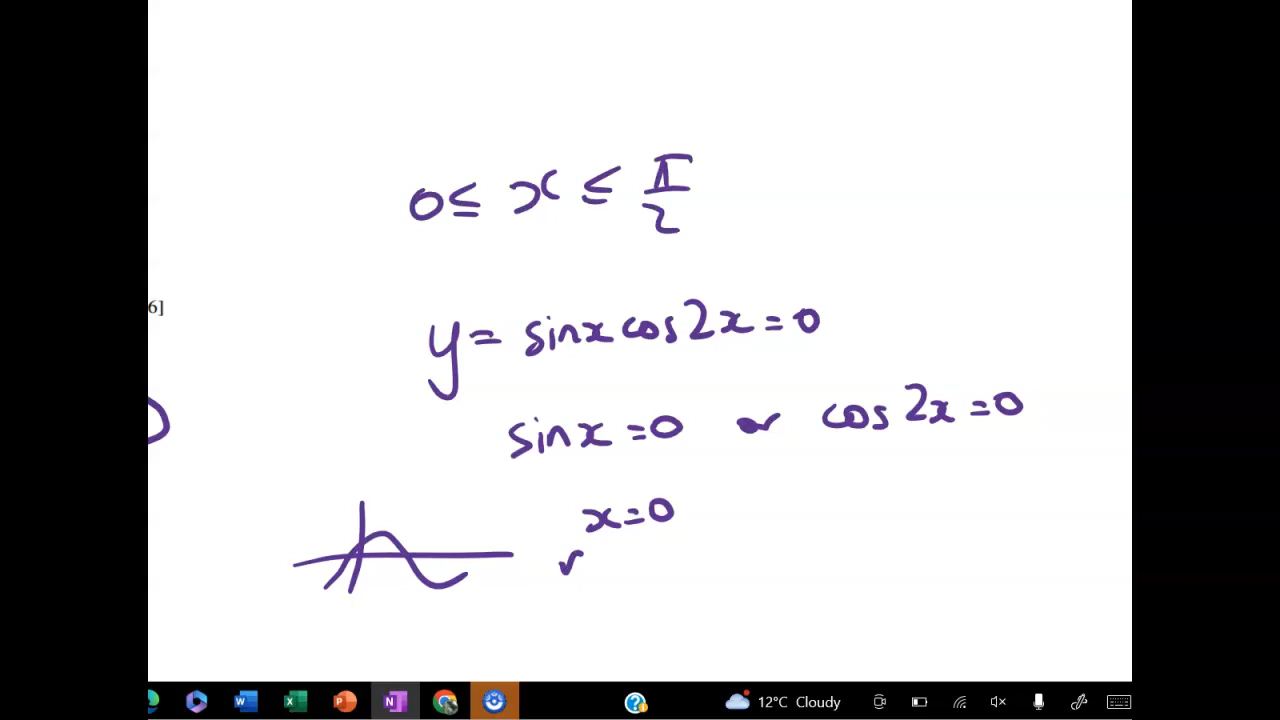 0 ≤ x ≤ π/2
6]
y = sinx cos2x = 0
sinx = 0 or cos2x = 0
x = 0
r
12°C Cloudy